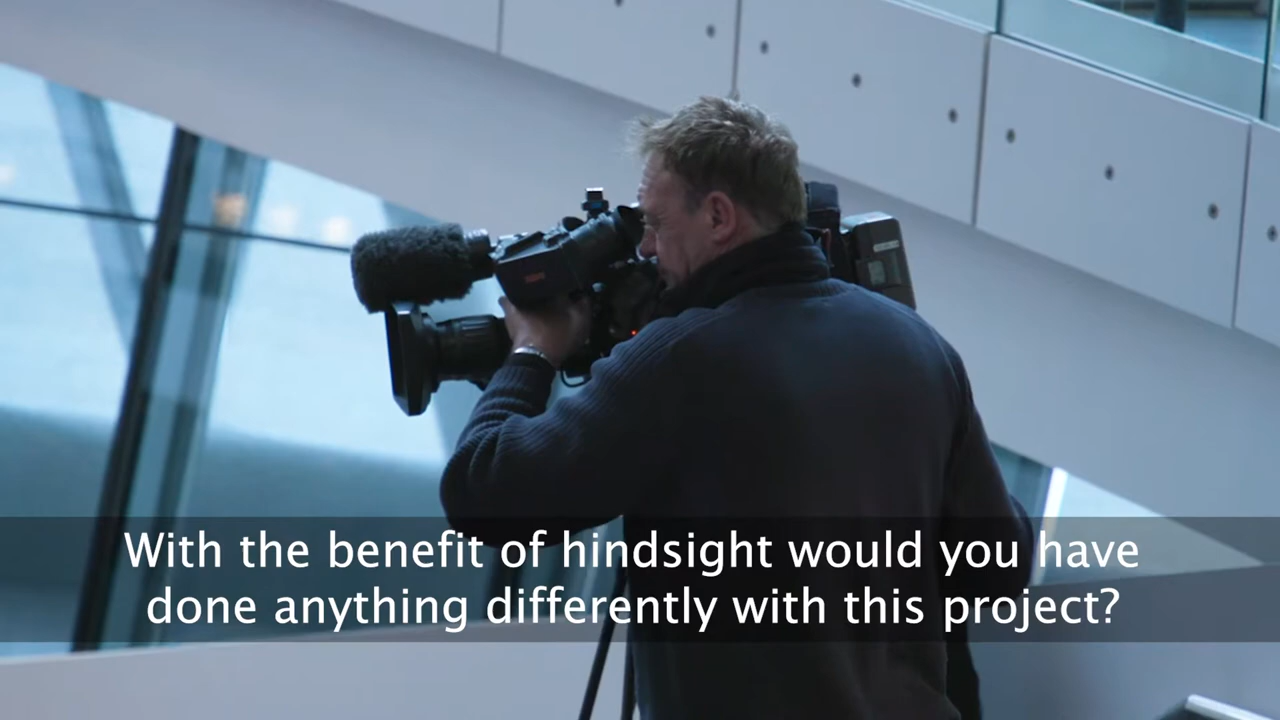 With the benefit of hindsight would you have
done anything differently with this project?